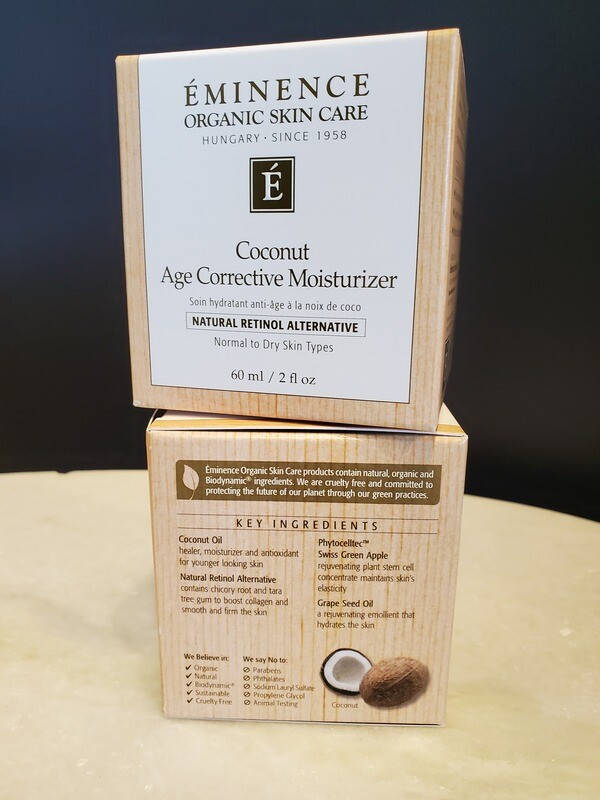 ÉMINENCE
ORGANIC SKIN CARE
HUNGARY · SINCE 1958
É
Coconut
Age Corrective Moisturizer
Soin hydratant anti-âge à la noix de coco
NATURAL RETINOL ALTERNATIVE
Normal to Dry Skin Types
60 ml / 2 fl oz
Éminence Organic Skin Care products contain natural, organic and
Biodynamic® ingredients. We are cruelty free and committed to
protecting the future of our planet through our green practices.
KEY INGREDIENTS
Coconut Oil
healer, moisturizer and antioxidant
for younger looking skin
Natural Retinol Alternative
contains chicory root and tara
tree gum to boost collagen and
smooth and firm the skin
Phytocelltec™
Swiss Green Apple
rejuvenating plant stem cell
concentrate maintains skin's
elasticity
Grape Seed Oil
a rejuvenating emollient that
hydrates the skin
We Believe in:
✔ Organic
✔ Natural
✔ Biodynamic®
✔ Sustainable
✔ Cruelty Free
We say No to:
⊘ Parabens
⊘ Phthalates
⊘ Sodium Lauryl Sulfate
⊘ Propylene Glycol
⊘ Animal Testing
Coconut